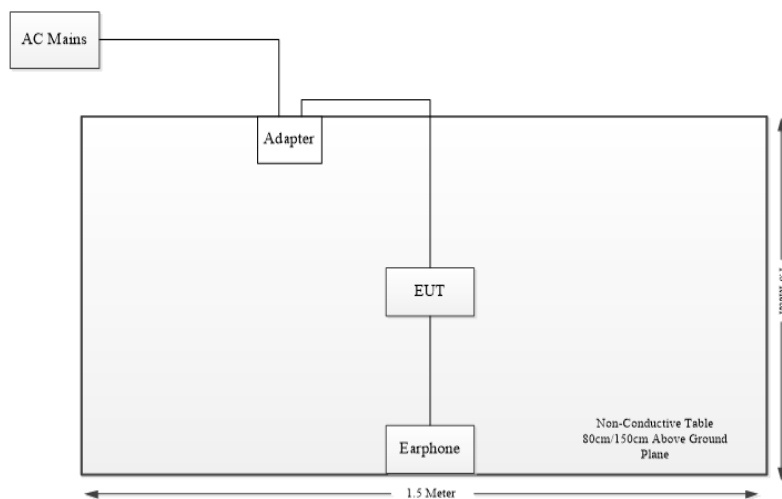 AC Mains
Adapter
EUT
Non-Conductive Table
80cm/150cm Above Ground
Plane
Earphone
1.5 Meter